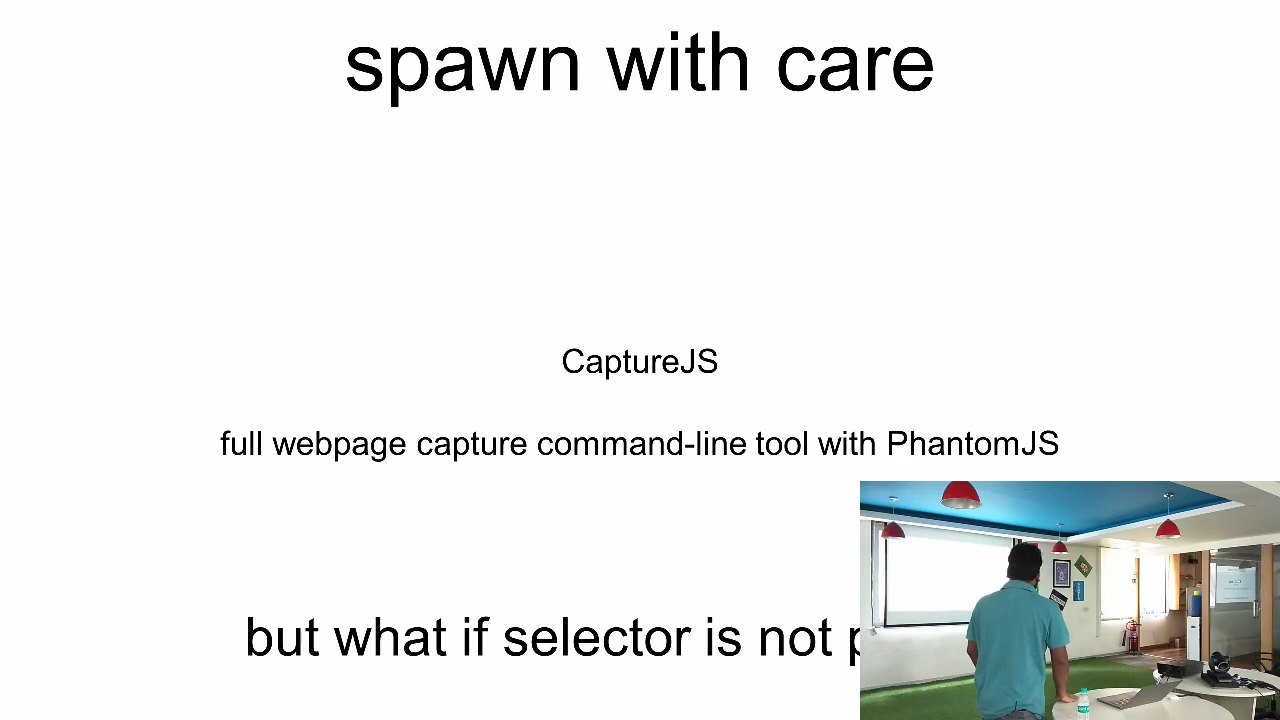 spawn with care
CaptureJS
full webpage capture command-line tool with PhantomJS
but what if selector is not